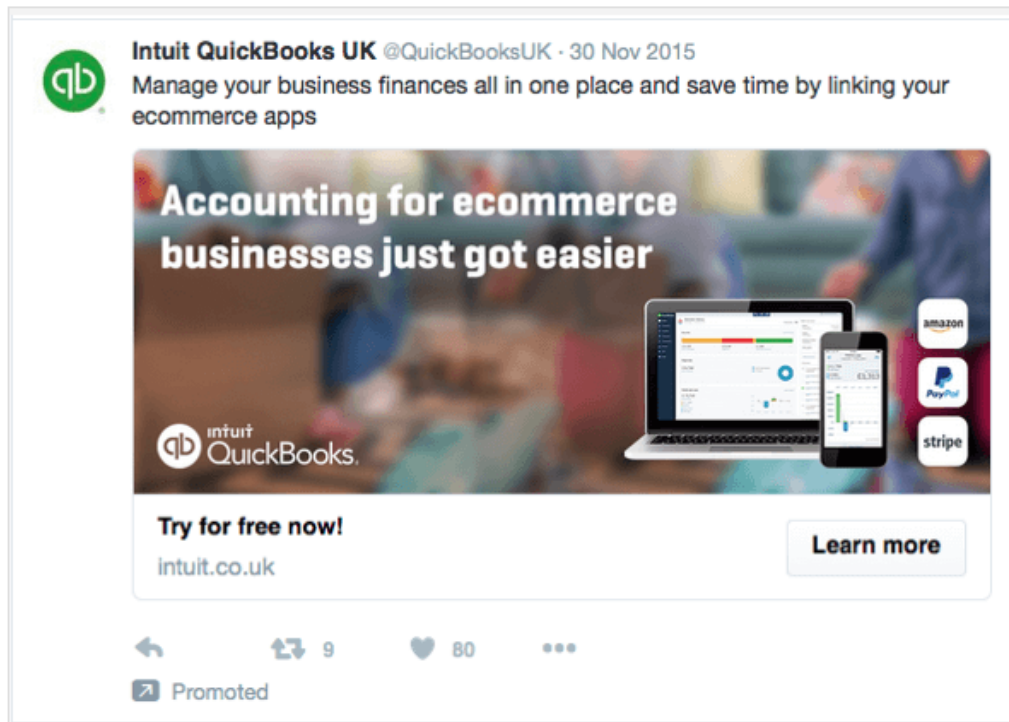 Intuit QuickBooks UK @QuickBooksUK · 30 Nov 2015
Manage your business finances all in one place and save time by linking your
ecommerce apps
Accounting for ecommerce
businesses just got easier
amazon
PayPal
stripe
qb intuit
QuickBooks.
Try for free now!
Learn more
intuit.co.uk
9 80
Promoted